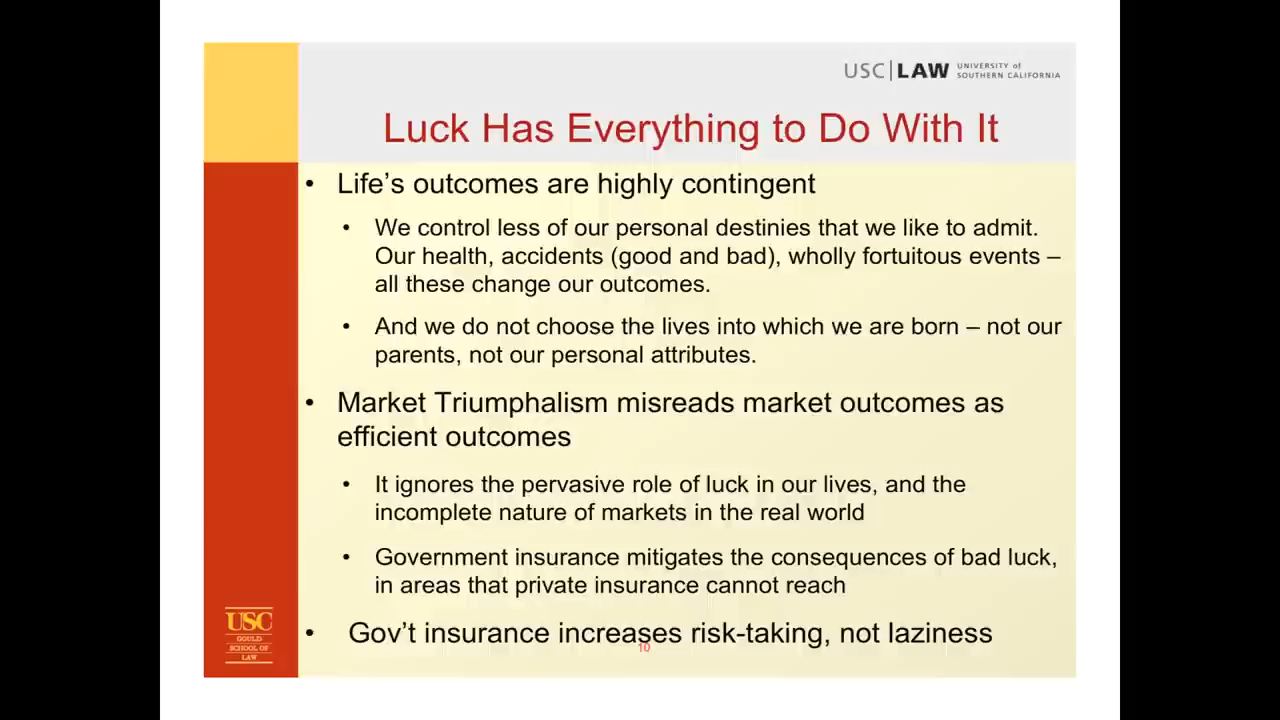 USC LAW UNIVERSITY of
SOUTHERN CALIFORNIA
Luck Has Everything to Do With It
• Life’s outcomes are highly contingent
• We control less of our personal destinies that we like to admit.
Our health, accidents (good and bad), wholly fortuitous events –
all these change our outcomes.
• And we do not choose the lives into which we are born – not our
parents, not our personal attributes.
• Market Triumphalism misreads market outcomes as
efficient outcomes
• It ignores the pervasive role of luck in our lives, and the
incomplete nature of markets in the real world
• Government insurance mitigates the consequences of bad luck,
in areas that private insurance cannot reach
• Gov’t insurance increases risk-taking, not laziness
10
USC
GOULD
SCHOOL OF
LAW